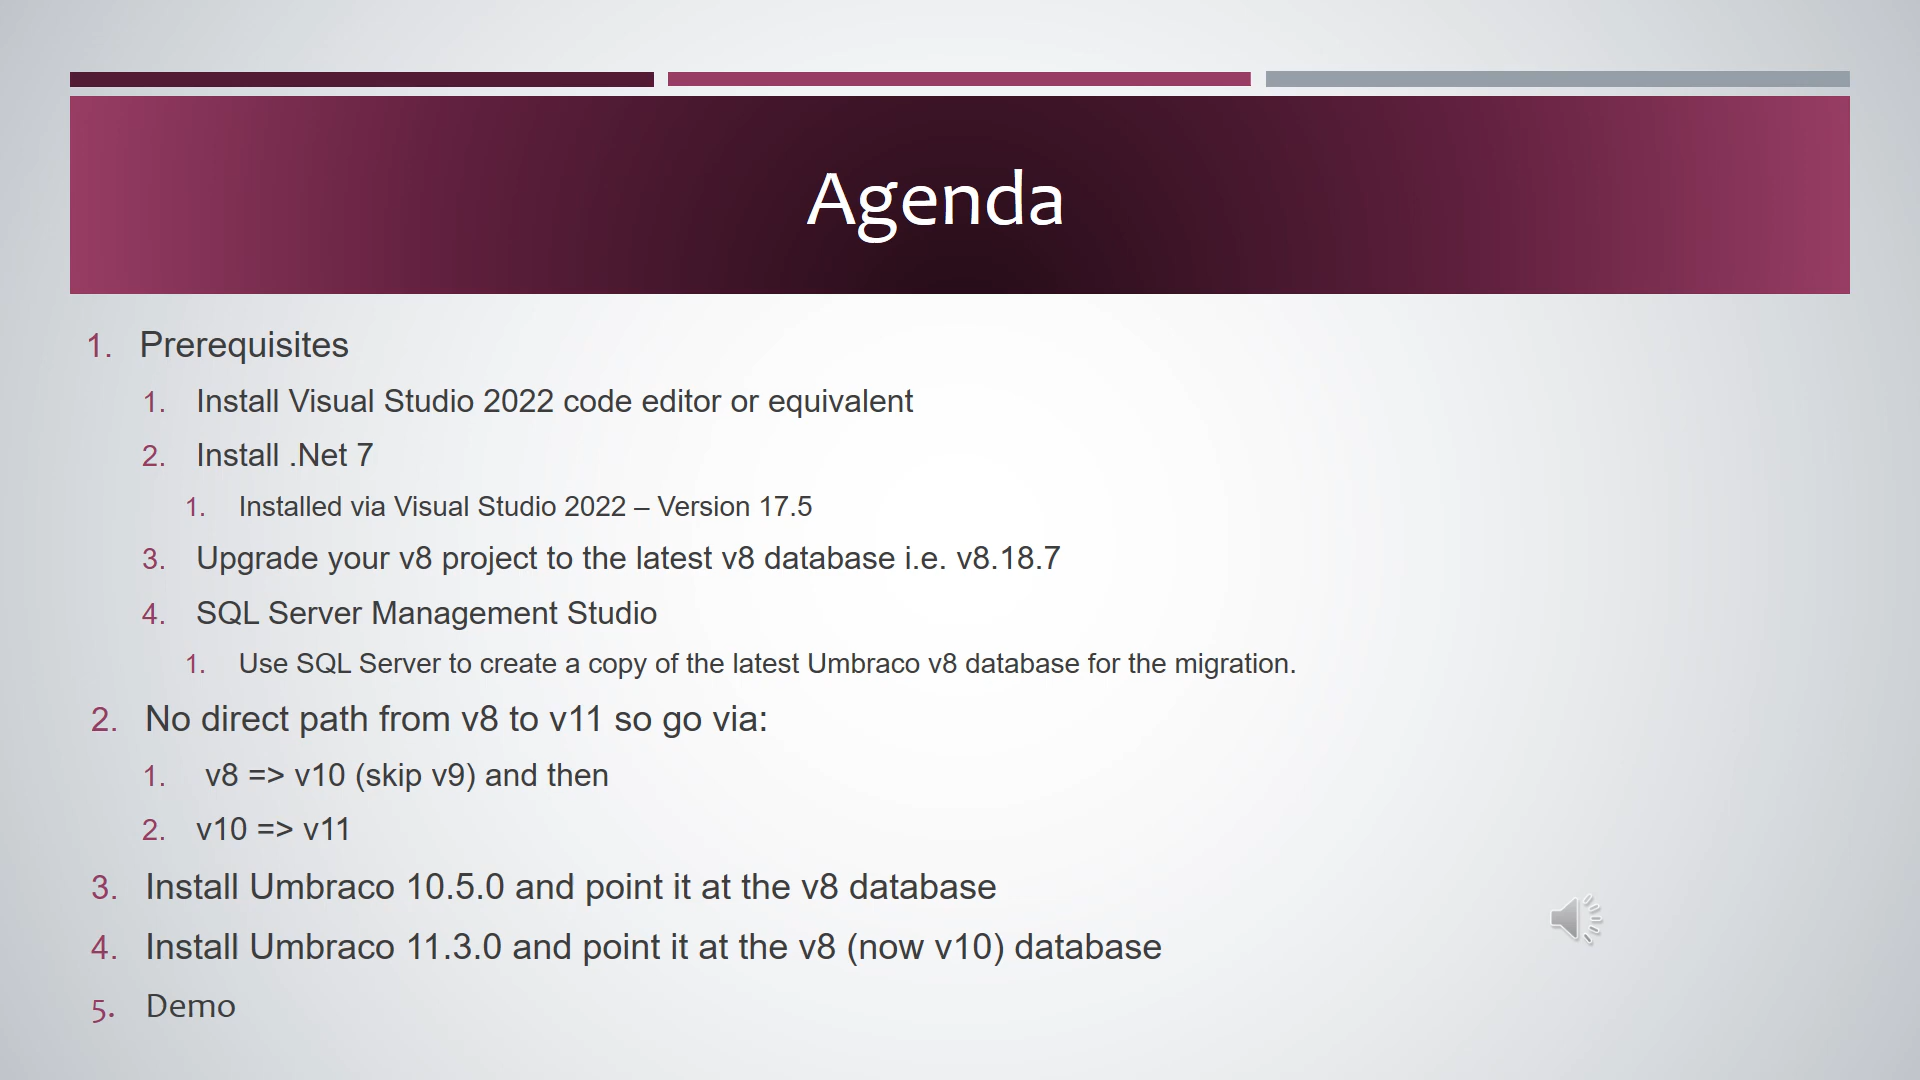 Agenda
1. Prerequisites
1. Install Visual Studio 2022 code editor or equivalent
2. Install .Net 7
1. Installed via Visual Studio 2022 – Version 17.5
3. Upgrade your v8 project to the latest v8 database i.e. v8.18.7
4. SQL Server Management Studio
1. Use SQL Server to create a copy of the latest Umbraco v8 database for the migration.
2. No direct path from v8 to v11 so go via:
1. v8 => v10 (skip v9) and then
2. v10 => v11
3. Install Umbraco 10.5.0 and point it at the v8 database
4. Install Umbraco 11.3.0 and point it at the v8 (now v10) database
5. Demo